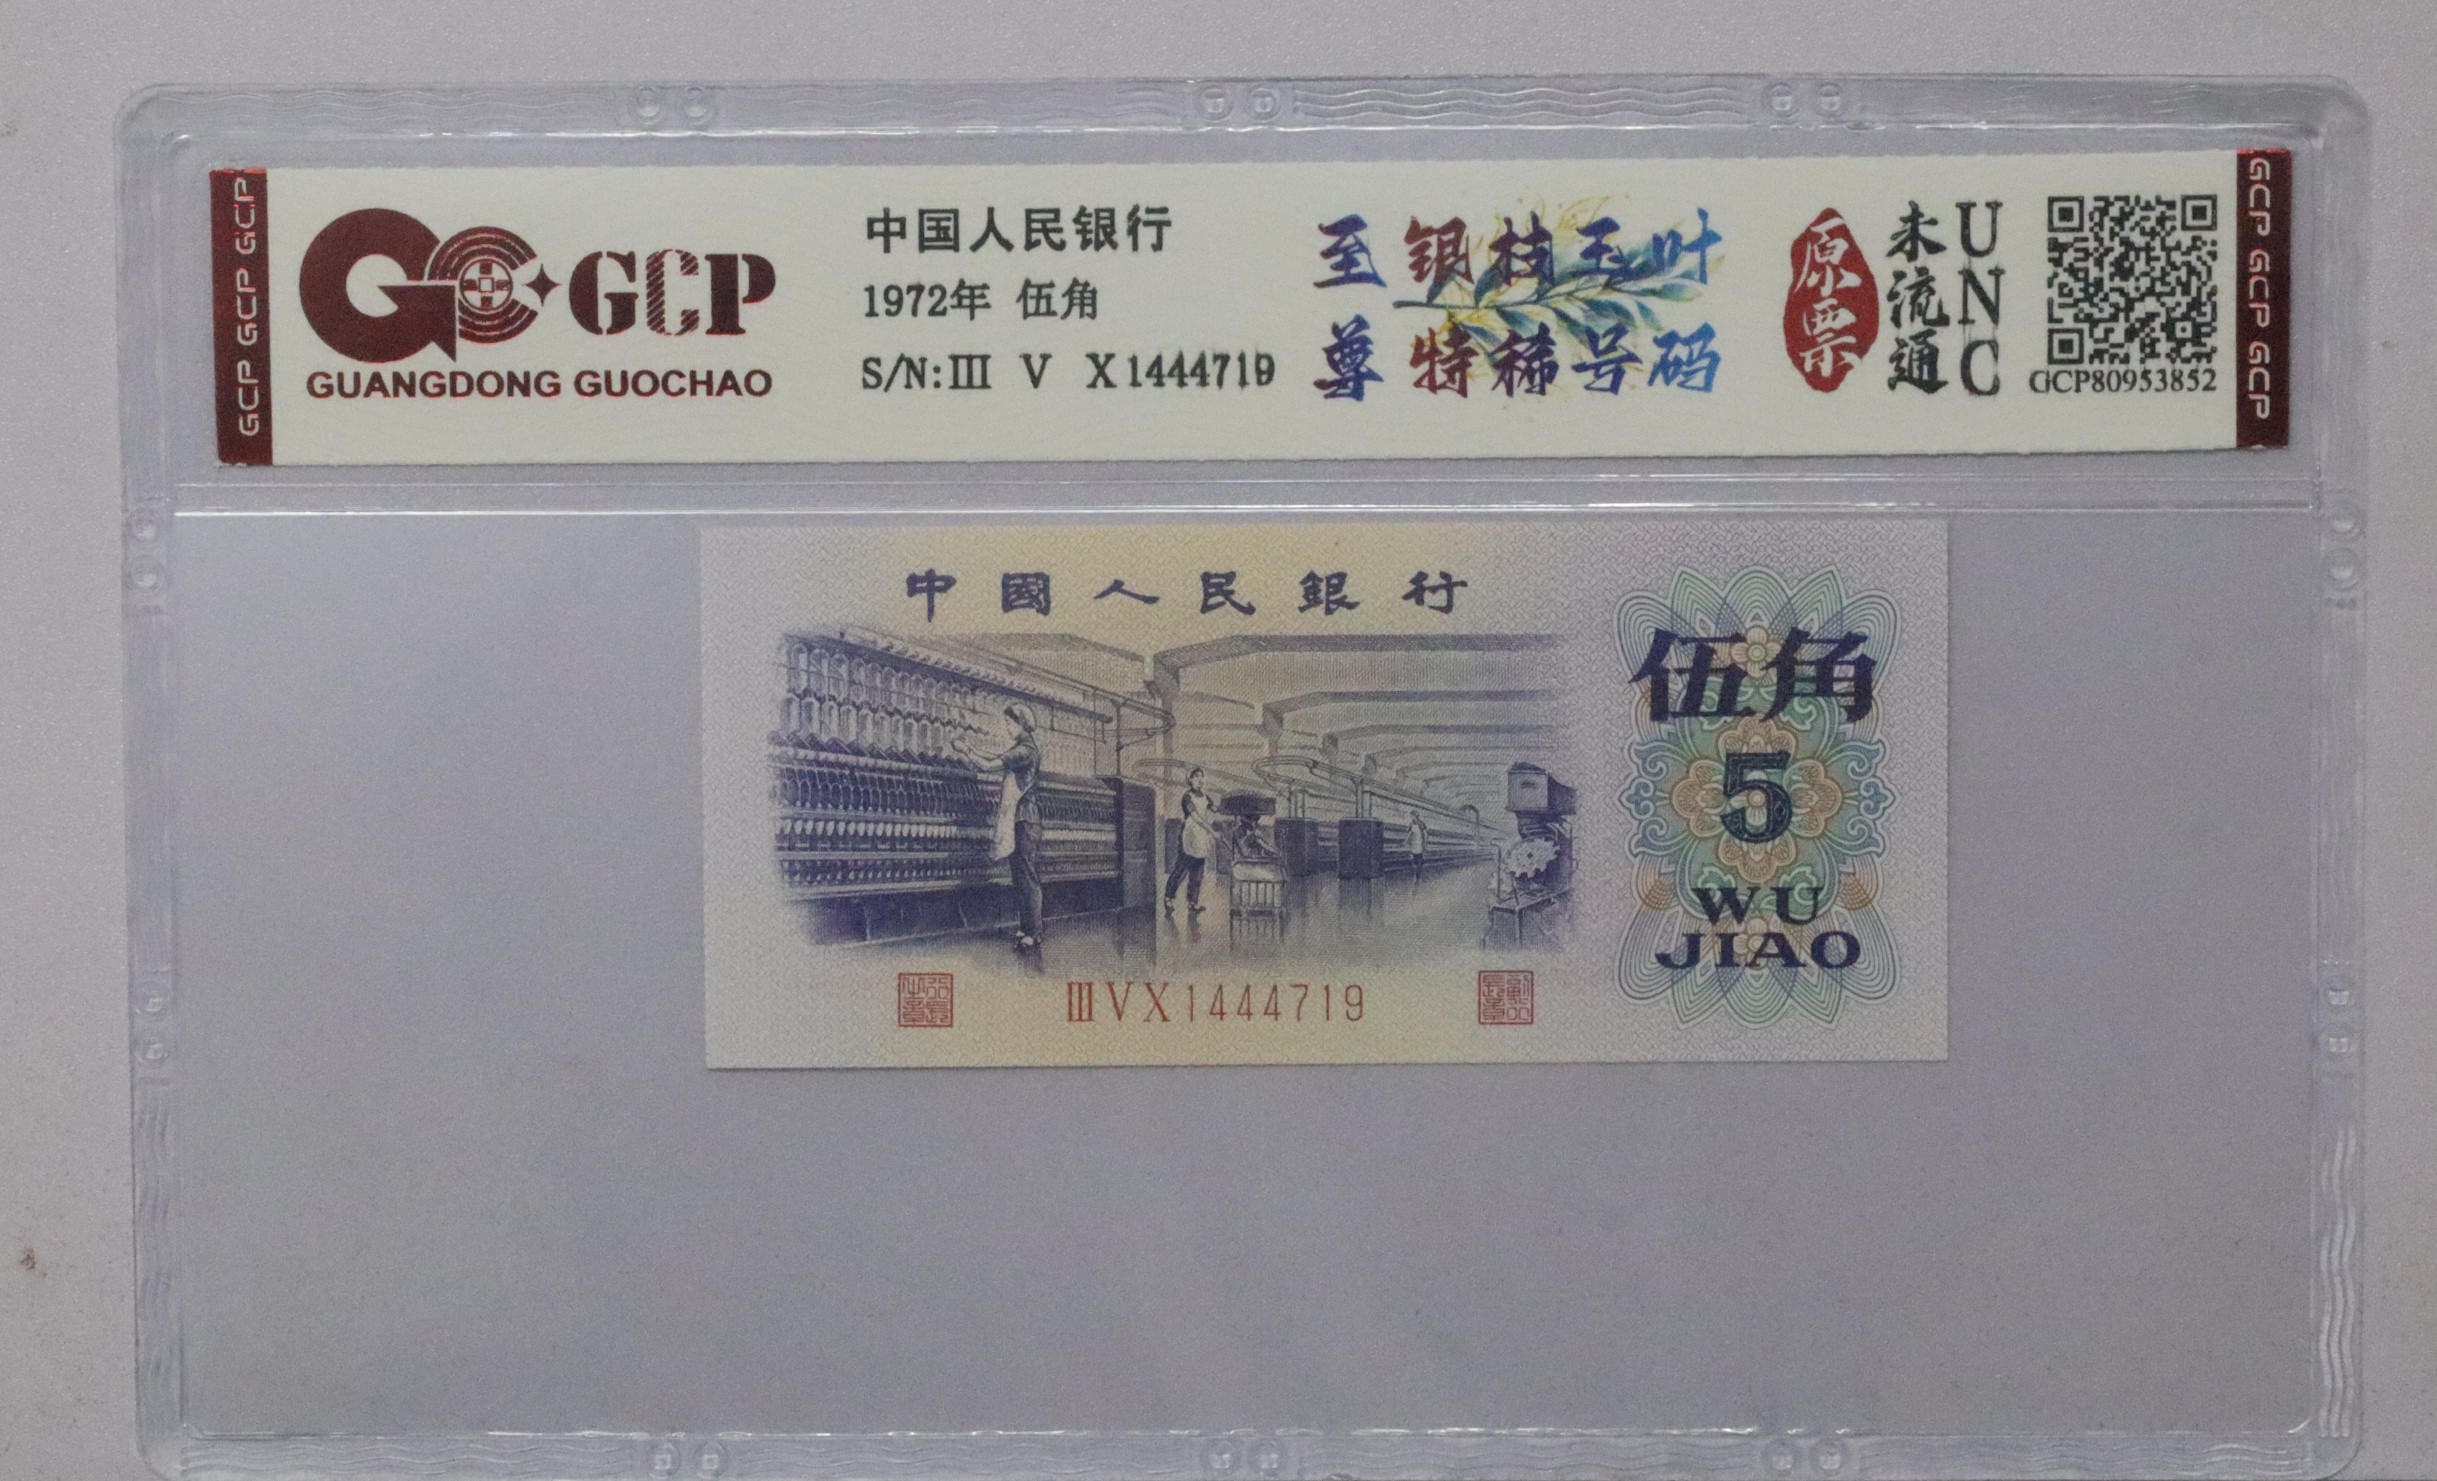 GCP GCP GCP
GCP
GUANGDONG GUOCHAO
中国人民银行
1972年 伍角
S/N:III V X1444719
至尊
银枝玉叶
特稀号码
原票
未流通
UNC
GCP80953852
GCP GCP GCP
中國人民銀行
伍角
5
WU
JIAO
IIIVX1444719